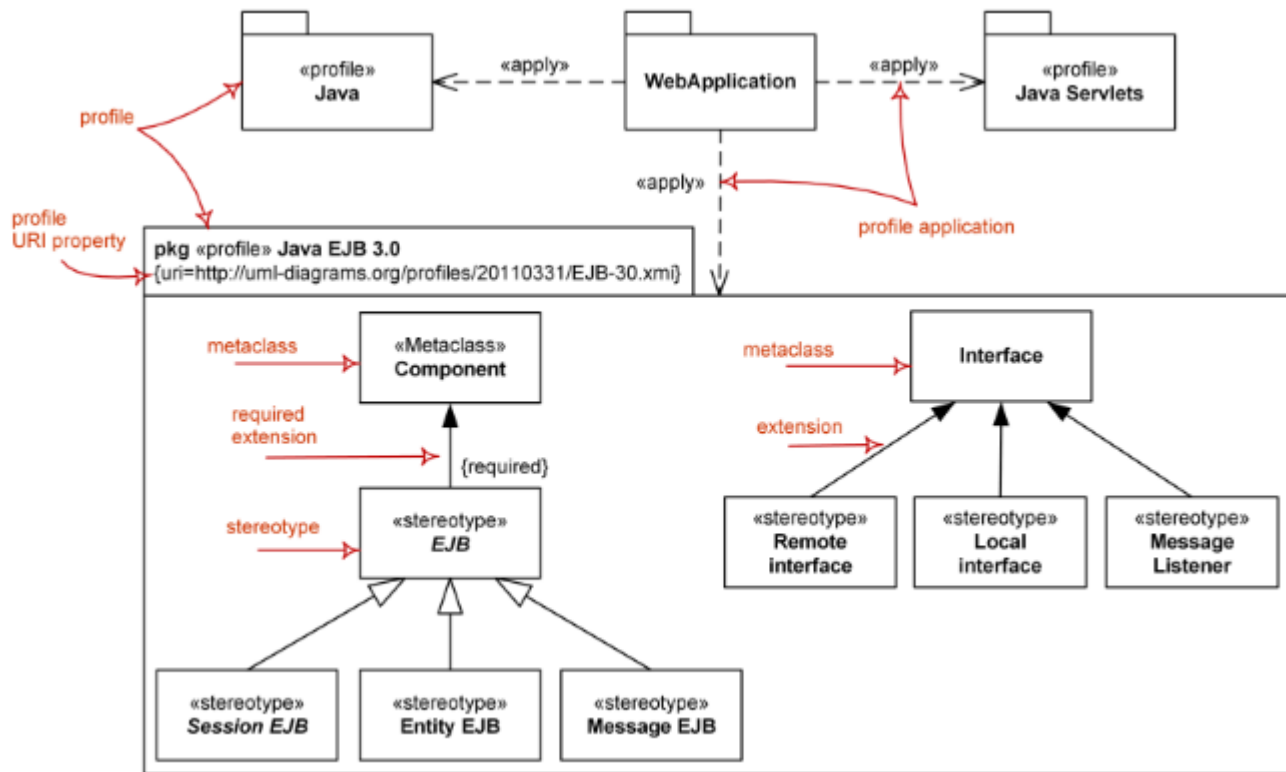 «profile»
Java
«apply»
WebApplication
«apply»
«profile»
Java Servlets
profile
«apply»
profile application
profile
URI property
pkg «profile» Java EJB 3.0
{uri=http://uml-diagrams.org/profiles/20110331/EJB-30.xmi}
metaclass
«Metaclass»
Component
metaclass
Interface
required
extension
{required}
extension
stereotype
«stereotype»
EJB
«stereotype»
Remote
interface
«stereotype»
Local
interface
«stereotype»
Message
Listener
«stereotype»
Session EJB
«stereotype»
Entity EJB
«stereotype»
Message EJB